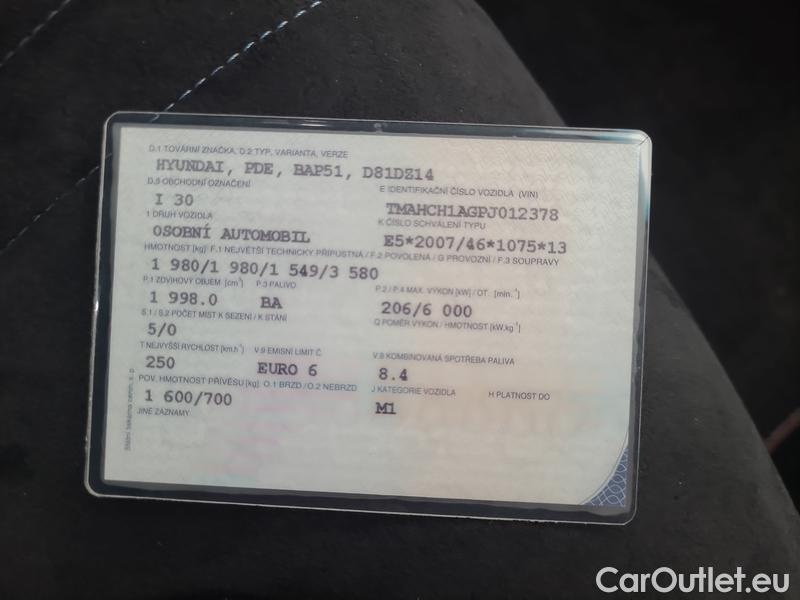 D.1 TOVÁRNÍ ZNAČKA, D.2 TYP, VARIANTA, VERZE
HYUNDAI, PDE, BAP51, D81DZ14
D.3 OBCHODNÍ OZNAČENÍ E IDENTIFIKAČNÍ ČÍSLO VOZIDLA (VIN)
I 30 TMAHCH1AGPJ012378
1 DRUH VOZIDLA K ČÍSLO SCHVÁLENÍ TYPU
OSOBNÍ AUTOMOBIL E5*2007/46*1075*13
HMOTNOST [kg] F.1 NEJVĚTŠÍ TECHNICKY PŘÍPUSTNÁ / F.2 POVOLENÁ / G PROVOZNÍ / F.3 SOUPRAVY
1 980/1 980/1 549/3 580
P.1 ZDVIHOVÝ OBJEM [cm³] P.3 PALIVO P.2 / P.4 MAX. VÝKON [kW] / OT. [min.⁻¹]
1 998.0 BA 206/6 000
S.1 / S.2 POČET MÍST K SEZENÍ / K STÁNÍ Q POMĚR VÝKON / HMOTNOST [kW.kg⁻¹]
5/0
T NEJVYŠŠÍ RYCHLOST [km.h⁻¹] V.9 EMISNÍ LIMIT Č. V.8 KOMBINOVANÁ SPOTŘEBA PALIVA
250 EURO 6 8.4
POV. HMOTNOST PŘÍVĚSU [kg] O.1 BRZD / O.2 NEBRZD J KATEGORIE VOZIDLA H PLATNOST DO
1 600/700 M1
JINÉ ZÁZNAMY
Státní tiskárna cenin, s. p.
CarOutlet.eu